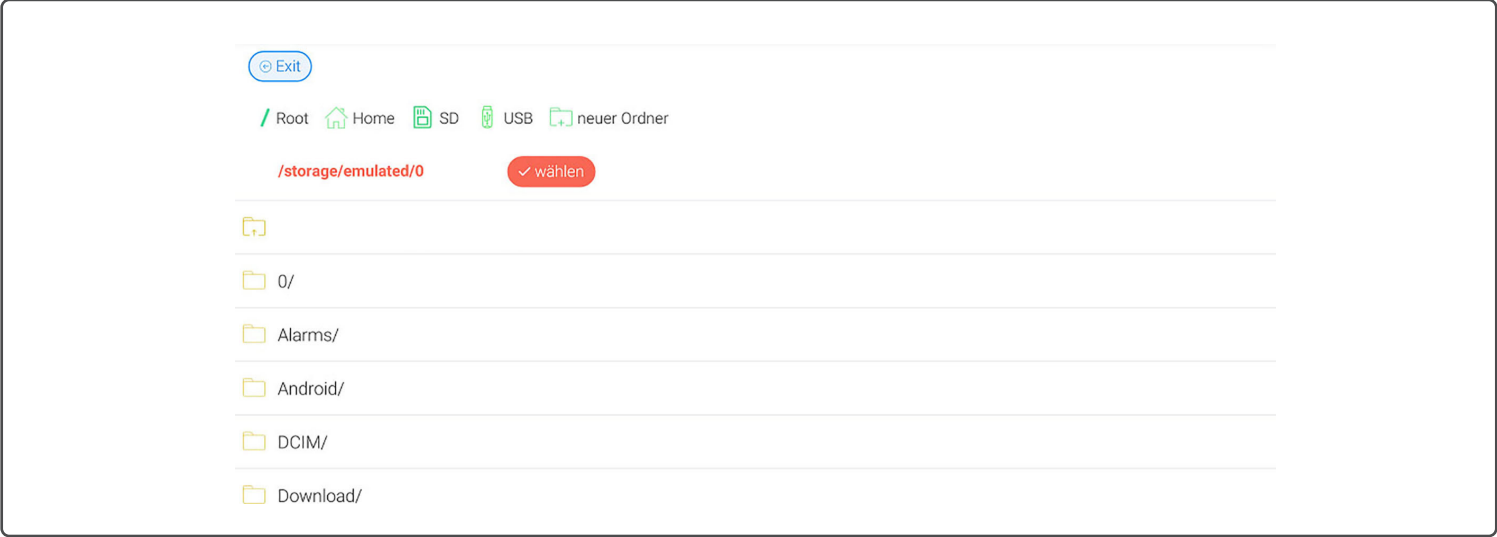 Exit
/ Root Home SD USB neuer Ordner
/storage/emulated/0 wählen
0/
Alarms/
Android/
DCIM/
Download/